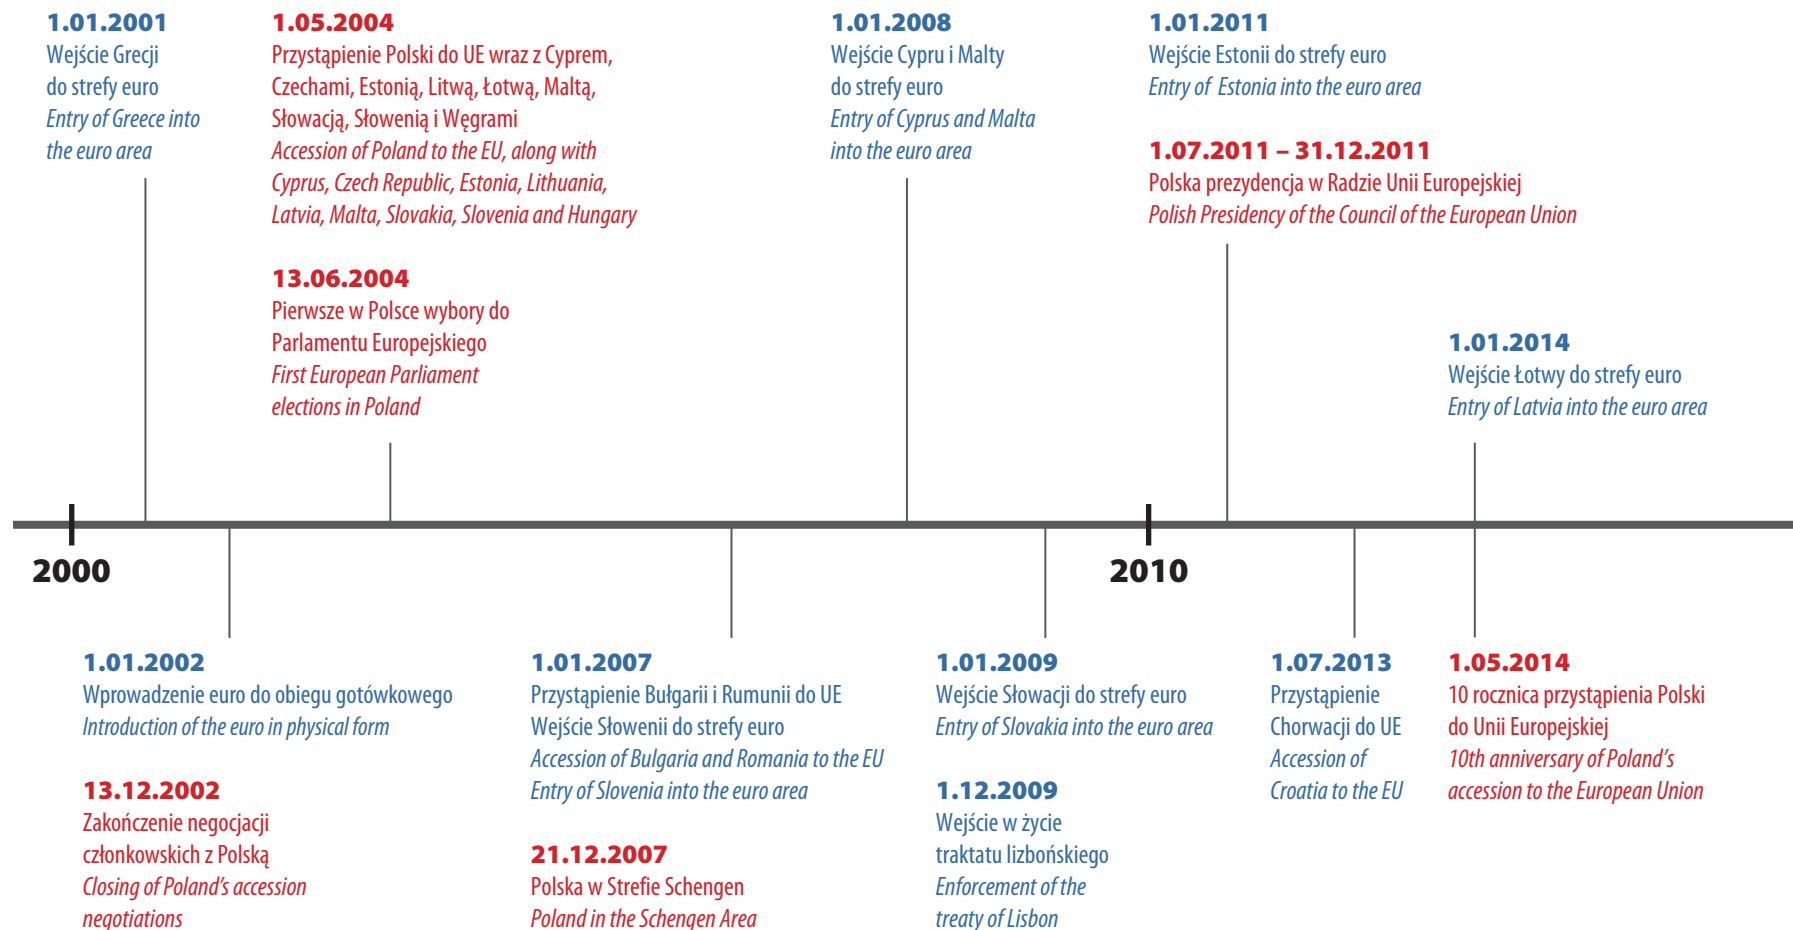 1.01.2001
Wejście Grecji
do strefy euro
Entry of Greece into
the euro area
1.05.2004
Przystąpienie Polski do UE wraz z Cyprem,
Czechami, Estonią, Litwą, Łotwą, Maltą,
Słowacją, Słowenią i Węgrami
Accession of Poland to the EU, along with
Cyprus, Czech Republic, Estonia, Lithuania,
Latvia, Malta, Slovakia, Slovenia and Hungary
13.06.2004
Pierwsze w Polsce wybory do
Parlamentu Europejskiego
First European Parliament
elections in Poland
1.01.2008
Wejście Cypru i Malty
do strefy euro
Entry of Cyprus and Malta
into the euro area
1.01.2011
Wejście Estonii do strefy euro
Entry of Estonia into the euro area
1.07.2011 – 31.12.2011
Polska prezydencja w Radzie Unii Europejskiej
Polish Presidency of the Council of the European Union
1.01.2014
Wejście Łotwy do strefy euro
Entry of Latvia into the euro area
2000
2010
1.01.2002
Wprowadzenie euro do obiegu gotówkowego
Introduction of the euro in physical form
13.12.2002
Zakończenie negocjacji
członkowskich z Polską
Closing of Poland's accession
negotiations
1.01.2007
Przystąpienie Bułgarii i Rumunii do UE
Wejście Słowenii do strefy euro
Accession of Bulgaria and Romania to the EU
Entry of Slovenia into the euro area
21.12.2007
Polska w Strefie Schengen
Poland in the Schengen Area
1.01.2009
Wejście Słowacji do strefy euro
Entry of Slovakia into the euro area
1.12.2009
Wejście w życie
traktatu lizbońskiego
Enforcement of the
treaty of Lisbon
1.07.2013
Przystąpienie
Chorwacji do UE
Accession of
Croatia to the EU
1.05.2014
10 rocznica przystąpienia Polski
do Unii Europejskiej
10th anniversary of Poland's
accession to the European Union